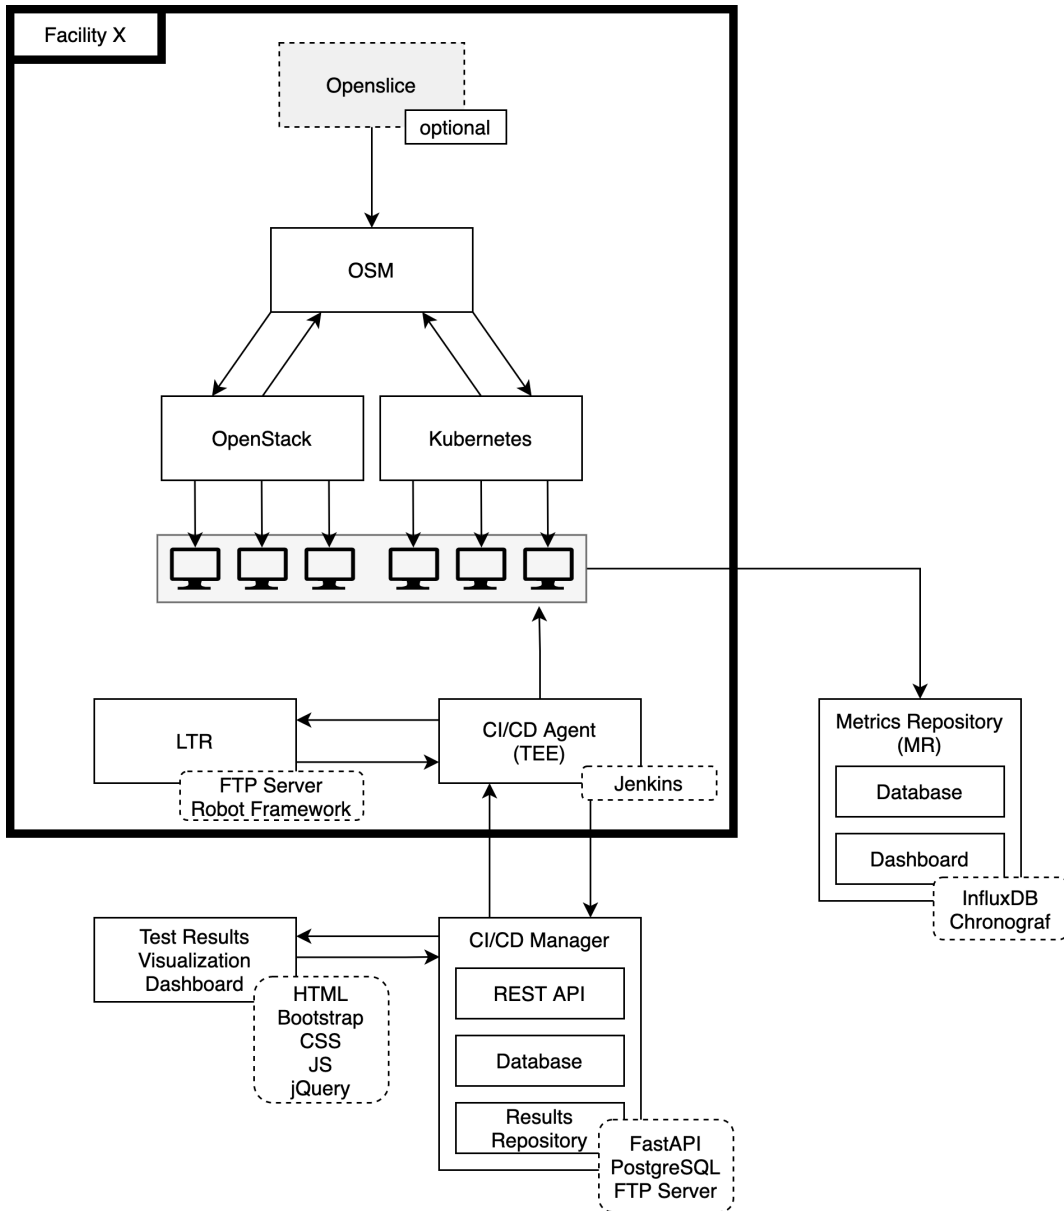 Facility X
Openslice
optional
OSM
OpenStack
Kubernetes
LTR
FTP Server
Robot Framework
CI/CD Agent
(TEE)
Jenkins
Metrics Repository
(MR)
Database
Dashboard
InfluxDB
Chronograf
Test Results
Visualization
Dashboard
HTML
Bootstrap
CSS
JS
jQuery
CI/CD Manager
REST API
Database
Results
Repository
FastAPI
PostgreSQL
FTP Server